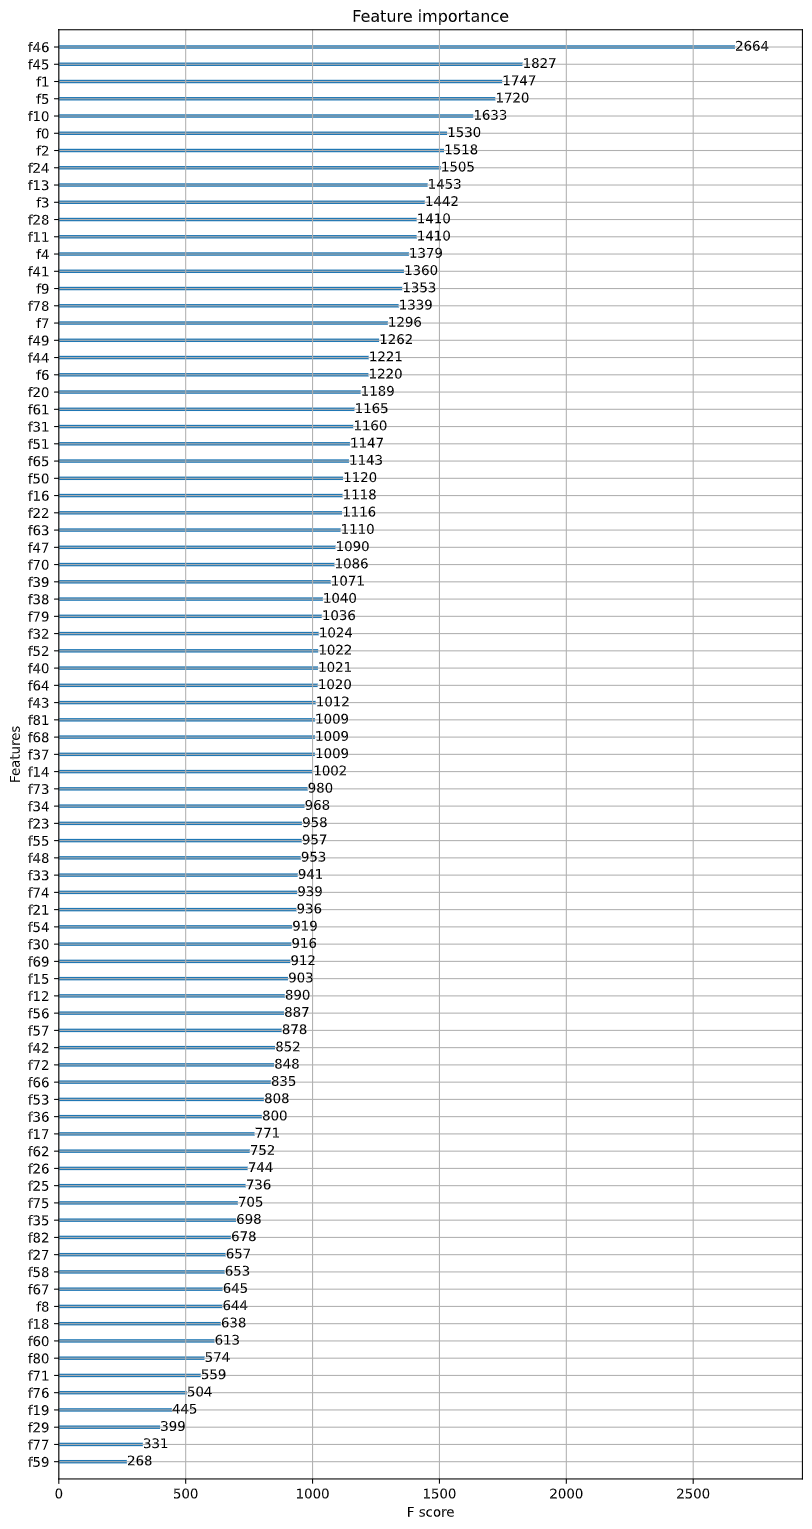 Feature importance
f46 2664
f45 1827
f1 1747
f5 1720
f10 1633
f0 1530
f2 1518
f24 1505
f13 1453
f3 1442
f28 1410
f11 1410
f4 1379
f41 1360
f9 1353
f78 1339
f7 1296
f49 1262
f44 1221
f6 1220
f20 1189
f61 1165
f31 1160
f51 1147
f65 1143
f50 1120
f16 1118
f22 1116
f63 1110
f47 1090
f70 1086
f39 1071
f38 1040
f79 1036
f32 1024
f52 1022
f40 1021
f64 1020
f43 1012
f81 1009
f68 1009
f37 1009
f14 1002
f73 980
f34 968
f23 958
f55 957
f48 953
f33 941
f74 939
f21 936
f54 919
f30 916
f69 912
f15 903
f12 890
f56 887
f57 878
f42 852
f72 848
f66 835
f53 808
f36 800
f17 771
f62 752
f26 744
f25 736
f75 705
f35 698
f82 678
f27 657
f58 653
f67 645
f8 644
f18 638
f60 613
f80 574
f71 559
f76 504
f19 445
f29 399
f77 331
f59 268
Features
0 500 1000 1500 2000 2500
F score